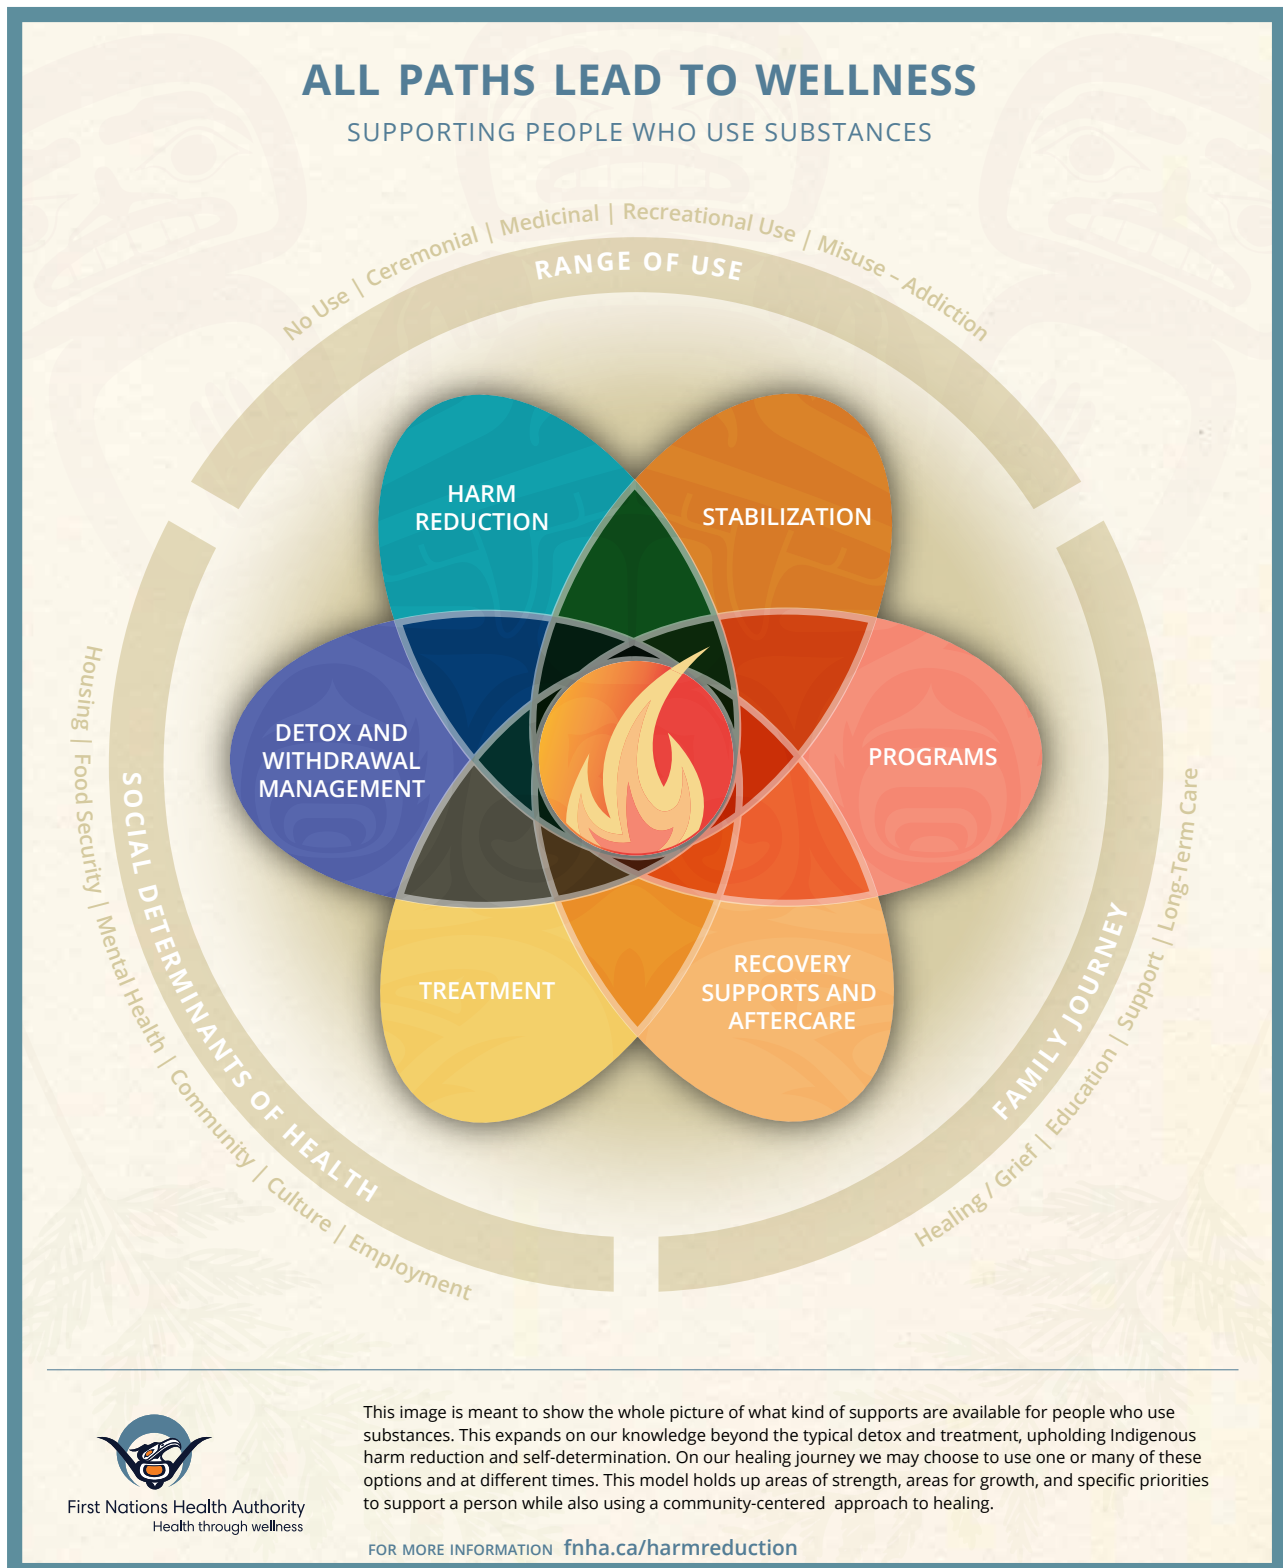 ALL PATHS LEAD TO WELLNESS
SUPPORTING PEOPLE WHO USE SUBSTANCES
No Use | Ceremonial | Medicinal | Recreational Use | Misuse – Addiction
RANGE OF USE
HARM
REDUCTION
STABILIZATION
DETOX AND
WITHDRAWAL
MANAGEMENT
PROGRAMS
TREATMENT
RECOVERY
SUPPORTS AND
AFTERCARE
SOCIAL DETERMINANTS OF HEALTH
Housing | Food Security | Mental Health | Community | Culture | Employment
FAMILY JOURNEY
Healing / Grief | Education | Support | Long-Term Care
This image is meant to show the whole picture of what kind of supports are available for people who use
substances. This expands on our knowledge beyond the typical detox and treatment, upholding Indigenous
harm reduction and self-determination. On our healing journey we may choose to use one or many of these
options and at different times. This model holds up areas of strength, areas for growth, and specific priorities
to support a person while also using a community-centered approach to healing.
First Nations Health Authority
Health through wellness
FOR MORE INFORMATION fnha.ca/harmreduction